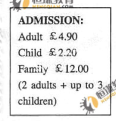 ADMISSION:
Adult £4.90
Child £2.20
Family £12.00
(2 adults + up to 3
children)